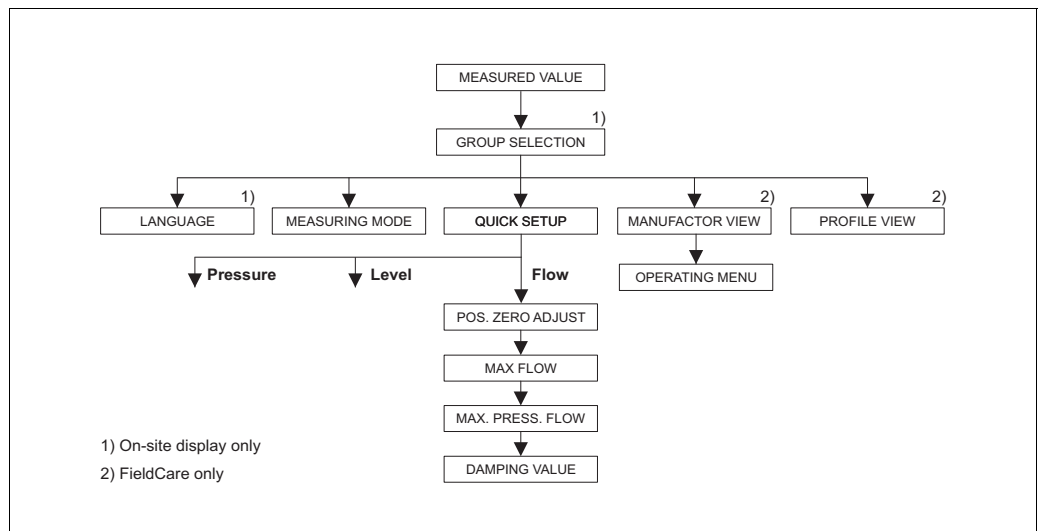 MEASURED VALUE
1)
GROUP SELECTION
1)
2)
2)
LANGUAGE
MEASURING MODE
QUICK SETUP
MANUFACTOR VIEW
PROFILE VIEW
Pressure
Level
Flow
OPERATING MENU
POS. ZERO ADJUST
MAX FLOW
MAX. PRESS. FLOW
1) On-site display only
2) FieldCare only
DAMPING VALUE